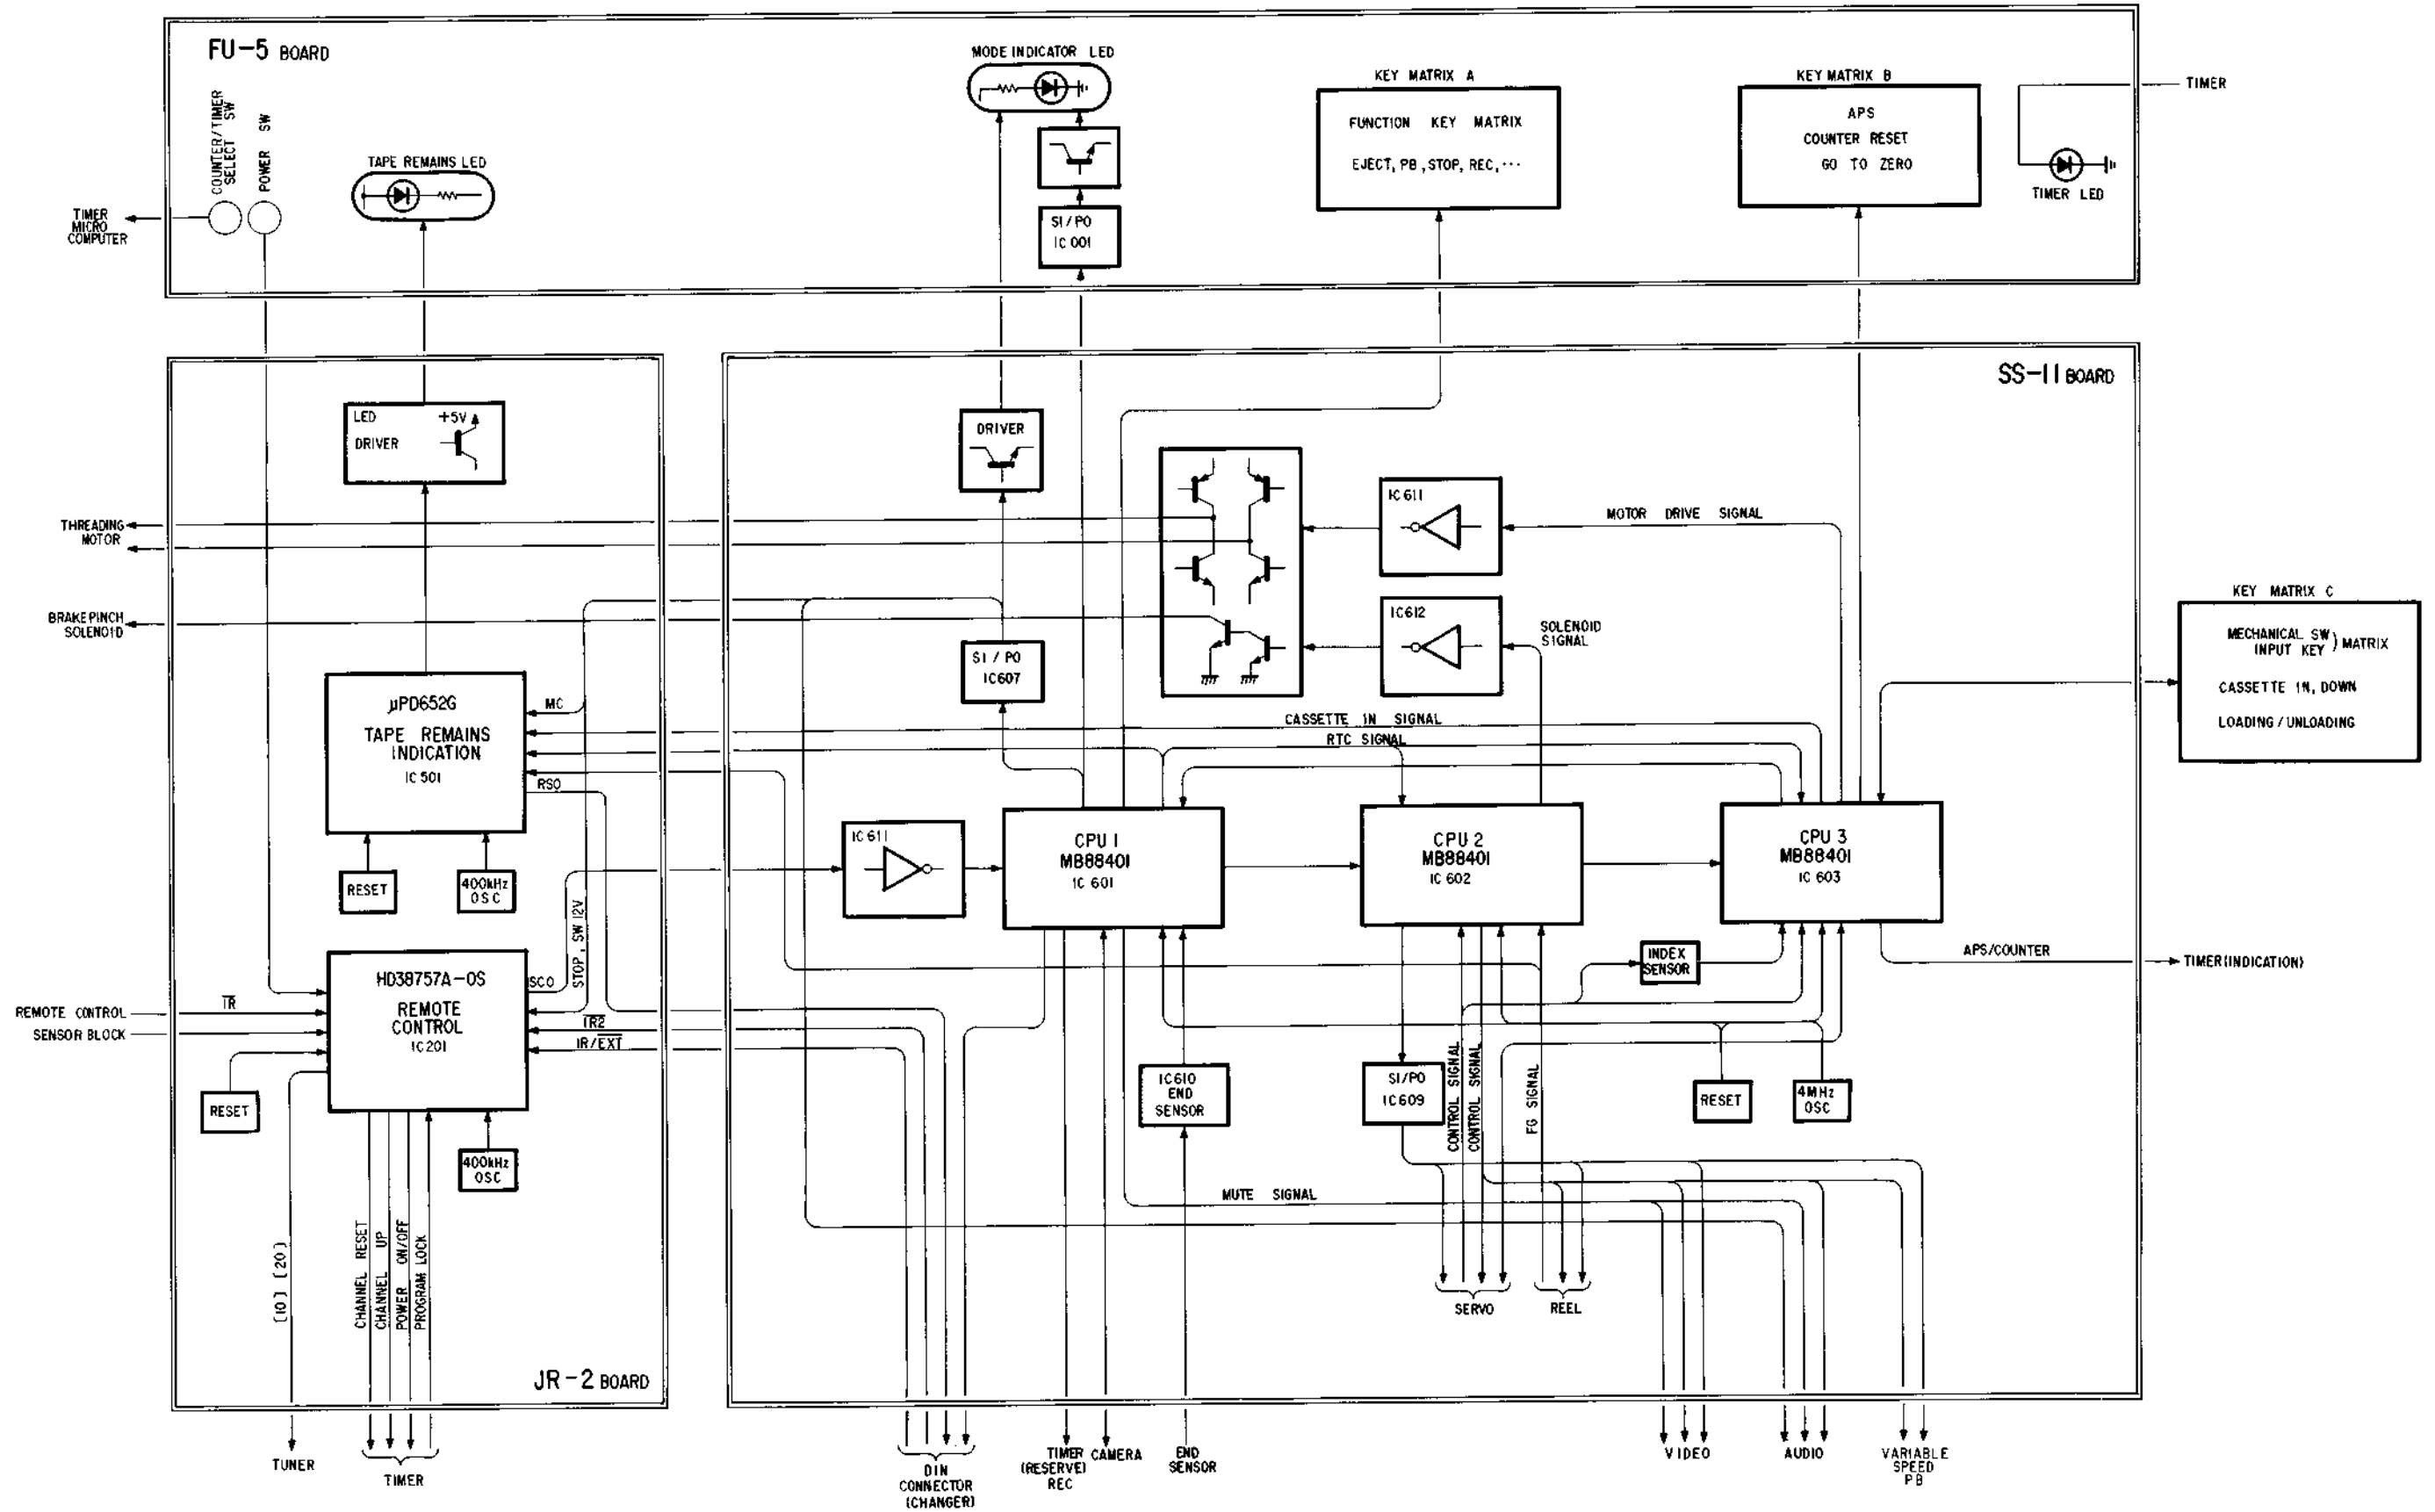 FU-5 BOARD
COUNTER/TIMER
SELECT SW
POWER SW
TAPE REMAINS LED
MODE INDICATOR LED
SI/PO
IC 001
KEY MATRIX A
FUNCTION KEY MATRIX
EJECT, PB, STOP, REC, ···
KEY MATRIX B
APS
COUNTER RESET
GO TO ZERO
TIMER
TIMER LED
TIMER
MICRO
COMPUTER
SS-11 BOARD
LED
DRIVER
+5V
DRIVER
THREADING
MOTOR
IC611
MOTOR DRIVE SIGNAL
BRAKE PINCH
SOLENOID
IC612
SOLENOID
SIGNAL
SI / PO
IC607
KEY MATRIX C
MECHANICAL SW
INPUT KEY ) MATRIX
CASSETTE IN, DOWN
LOADING / UNLOADING
μPD652G
TAPE REMAINS
INDICATION
IC 501
MC
RSO
CASSETTE IN SIGNAL
RTC SIGNAL
RESET
400kHz
OSC
IC 611
CPU 1
MB88401
IC 601
CPU 2
MB88401
IC 602
CPU 3
MB88401
IC 603
STOP, SW 12V
HD38757A-OS
REMOTE
CONTROL
IC201
SCO
IR2
IR/EXT
REMOTE CONTROL
SENSOR BLOCK
IR
INDEX
SENSOR
APS/COUNTER
TIMER(INDICATION)
RESET
400kHz
OSC
IC610
END
SENSOR
SI/PO
IC609
CONTROL SIGNAL
CONTROL SIGNAL
FG SIGNAL
RESET
4MHz
OSC
MUTE SIGNAL
[10] [20]
CHANNEL RESET
CHANNEL UP
POWER ON/OFF
PROGRAM LOCK
SERVO
REEL
JR-2 BOARD
TUNER
TIMER
DIN
CONNECTOR
(CHANGER)
TIMER
(RESERVE)
REC
CAMERA
END
SENSOR
VIDEO
AUDIO
VARIABLE
SPEED
PB